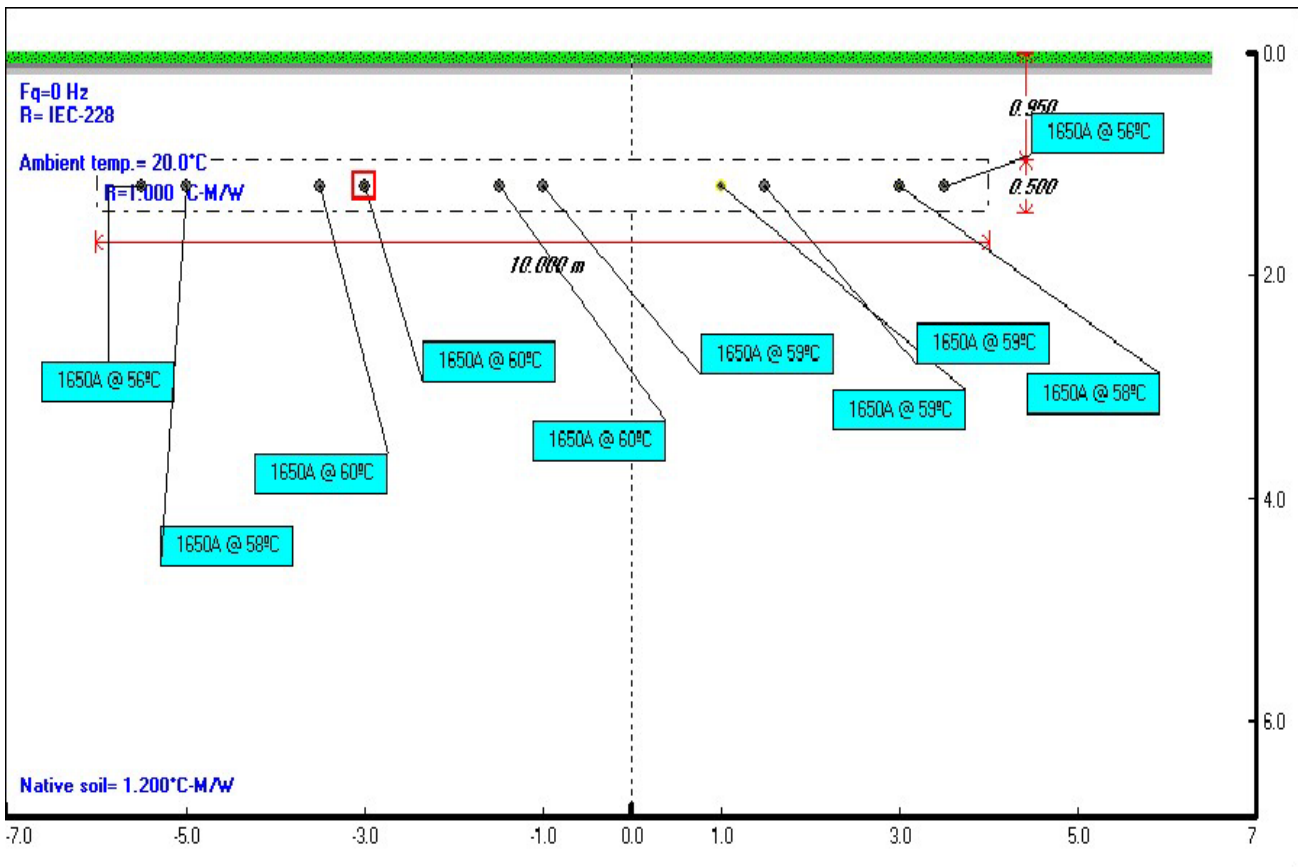 0.0
Fq=0 Hz
R= IEC-228
0.950
1650A @ 56ºC
Ambient temp.= 20.0°C
R=1.000 °C-M/W
0.500
10.000 m
2.0
1650A @ 59ºC
1650A @ 59ºC
1650A @ 60ºC
1650A @ 56ºC
1650A @ 58ºC
1650A @ 59ºC
1650A @ 60ºC
1650A @ 60ºC
4.0
1650A @ 58ºC
6.0
Native soil= 1.200°C-M/W
-7.0 -5.0 -3.0 -1.0 0.0 1.0 3.0 5.0 7